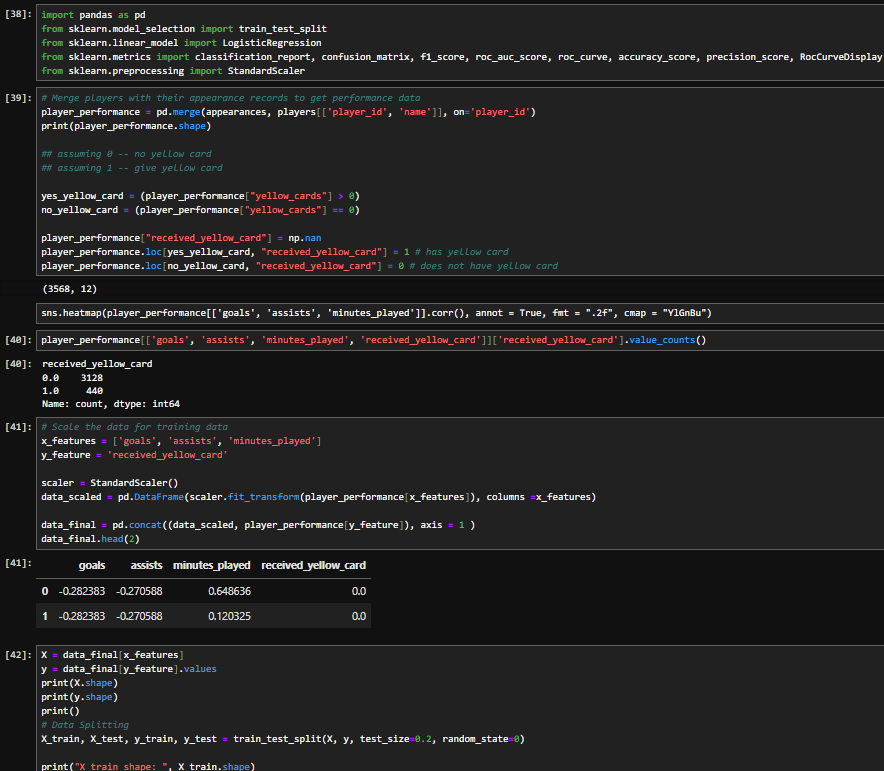 [38]: import pandas as pd
from sklearn.model_selection import train_test_split
from sklearn.linear_model import LogisticRegression
from sklearn.metrics import classification_report, confusion_matrix, f1_score, roc_auc_score, roc_curve, accuracy_score, precision_score, RocCurveDisplay
from sklearn.preprocessing import StandardScaler
[39]: # Merge players with their appearance records to get performance data
player_performance = pd.merge(appearances, players[['player_id', 'name']], on='player_id')
print(player_performance.shape)
## assuming 0 -- no yellow card
## assuming 1 -- give yellow card
yes_yellow_card = (player_performance["yellow_cards"] > 0)
no_yellow_card = (player_performance["yellow_cards"] == 0)
player_performance["received_yellow_card"] = np.nan
player_performance.loc[yes_yellow_card, "received_yellow_card"] = 1 # has yellow card
player_performance.loc[no_yellow_card, "received_yellow_card"] = 0 # does not have yellow card
(3568, 12)
sns.heatmap(player_performance[['goals', 'assists', 'minutes_played']].corr(), annot = True, fmt = ".2f", cmap = "YlGnBu")
[40]: player_performance[['goals', 'assists', 'minutes_played', 'received_yellow_card']]['received_yellow_card'].value_counts()
[40]: received_yellow_card
0.0    3128
1.0     440
Name: count, dtype: int64
[41]: # Scale the data for training data
x_features = ['goals', 'assists', 'minutes_played']
y_feature = 'received_yellow_card'
scaler = StandardScaler()
data_scaled = pd.DataFrame(scaler.fit_transform(player_performance[x_features]), columns =x_features)
data_final = pd.concat((data_scaled, player_performance[y_feature]), axis = 1 )
data_final.head(2)
[41]: goals assists minutes_played received_yellow_card
0 -0.282383 -0.270588 0.648636 0.0
1 -0.282383 -0.270588 0.120325 0.0
[42]: X = data_final[x_features]
y = data_final[y_feature].values
print(X.shape)
print(y.shape)
print()
# Data Splitting
X_train, X_test, y_train, y_test = train_test_split(X, y, test_size=0.2, random_state=0)
print("X train shape: ", X_train.shape)